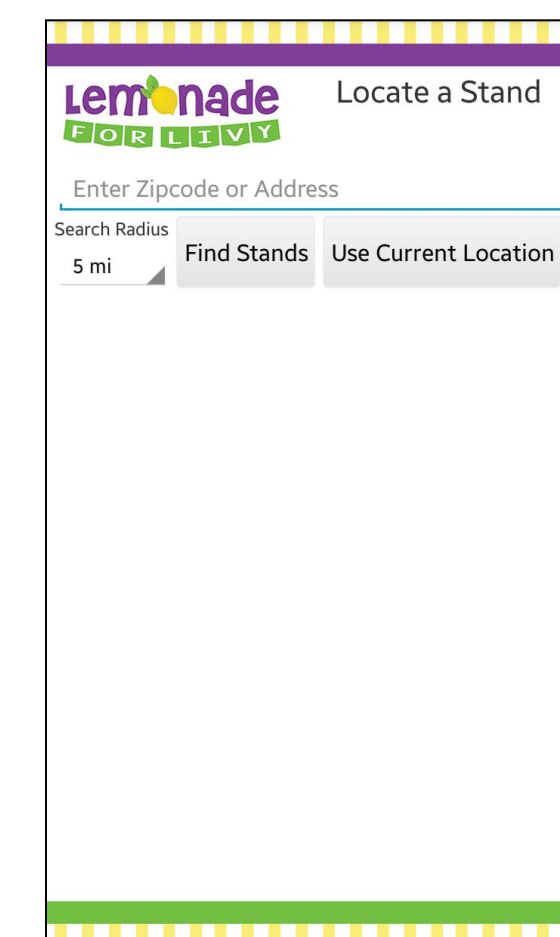 Lemonade
FOR LIVY
Locate a Stand
Enter Zipcode or Address
Search Radius
5 mi
Find Stands
Use Current Location